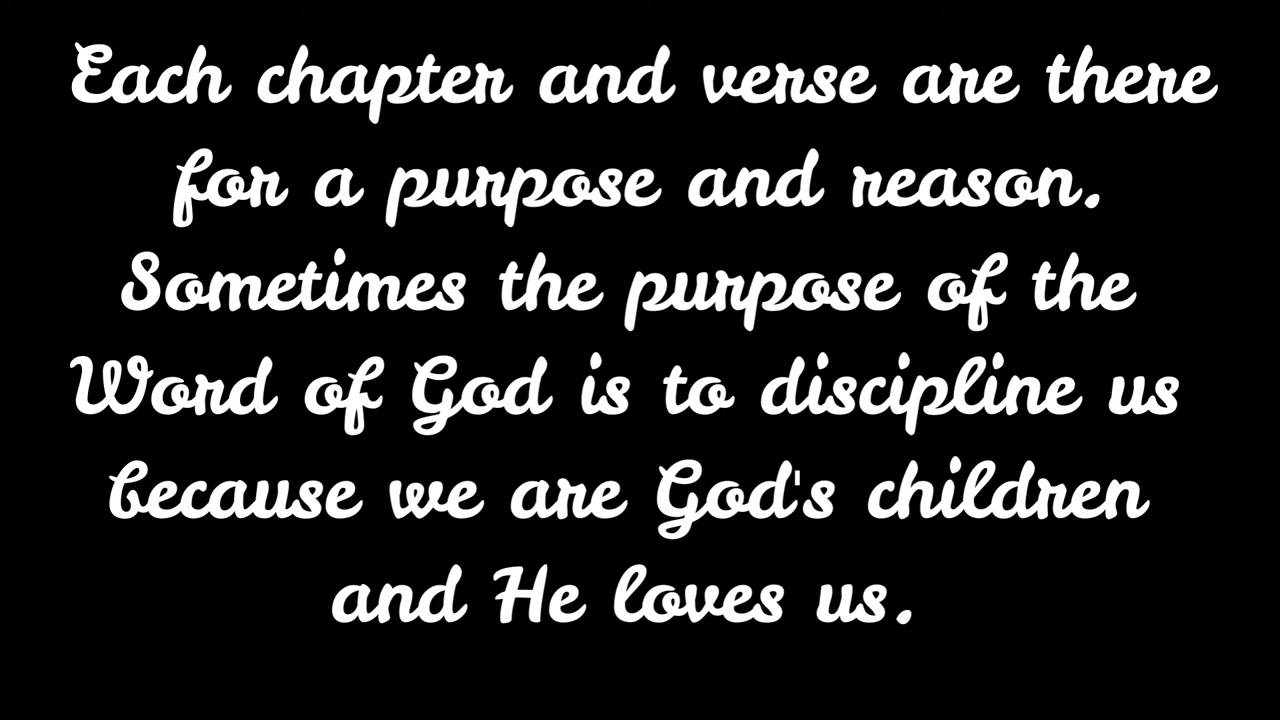 Each chapter and verse are there
for a purpose and reason.
Sometimes the purpose of the
Word of God is to discipline us
because we are God's children
and He loves us.